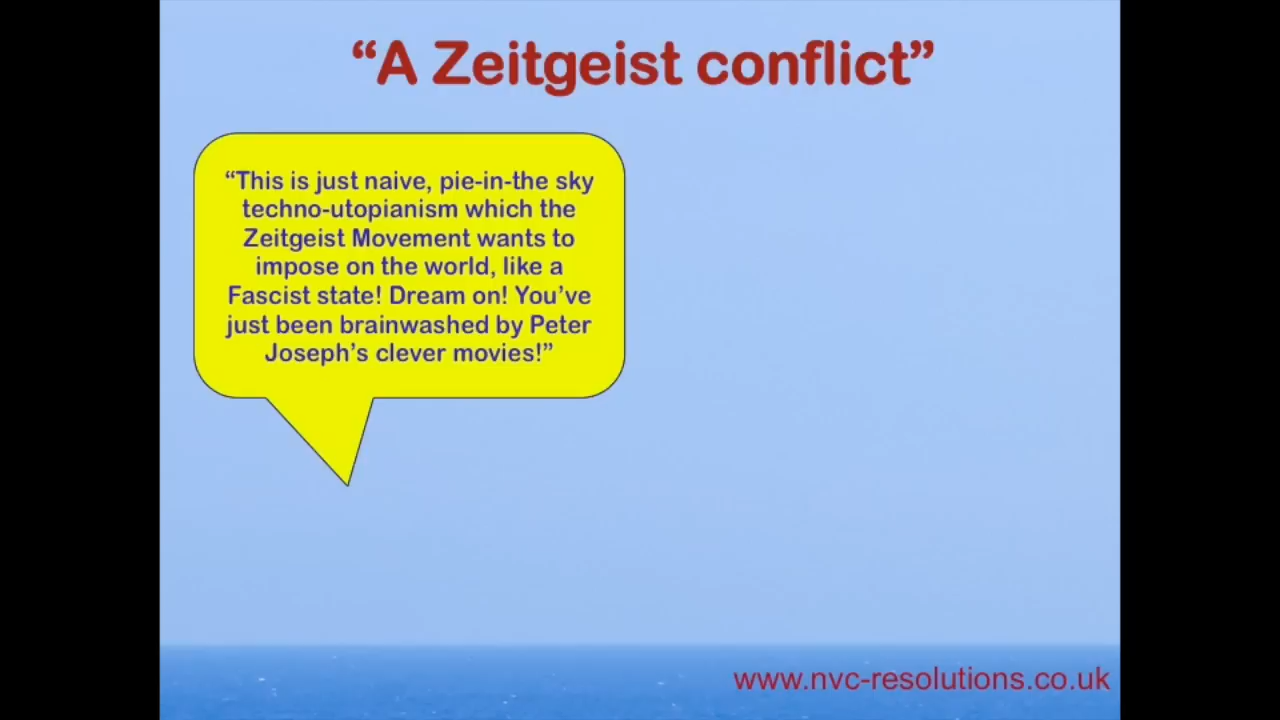 “A Zeitgeist conflict”
“This is just naive, pie-in-the sky
techno-utopianism which the
Zeitgeist Movement wants to
impose on the world, like a
Fascist state! Dream on! You’ve
just been brainwashed by Peter
Joseph’s clever movies!”
www.nvc-resolutions.co.uk